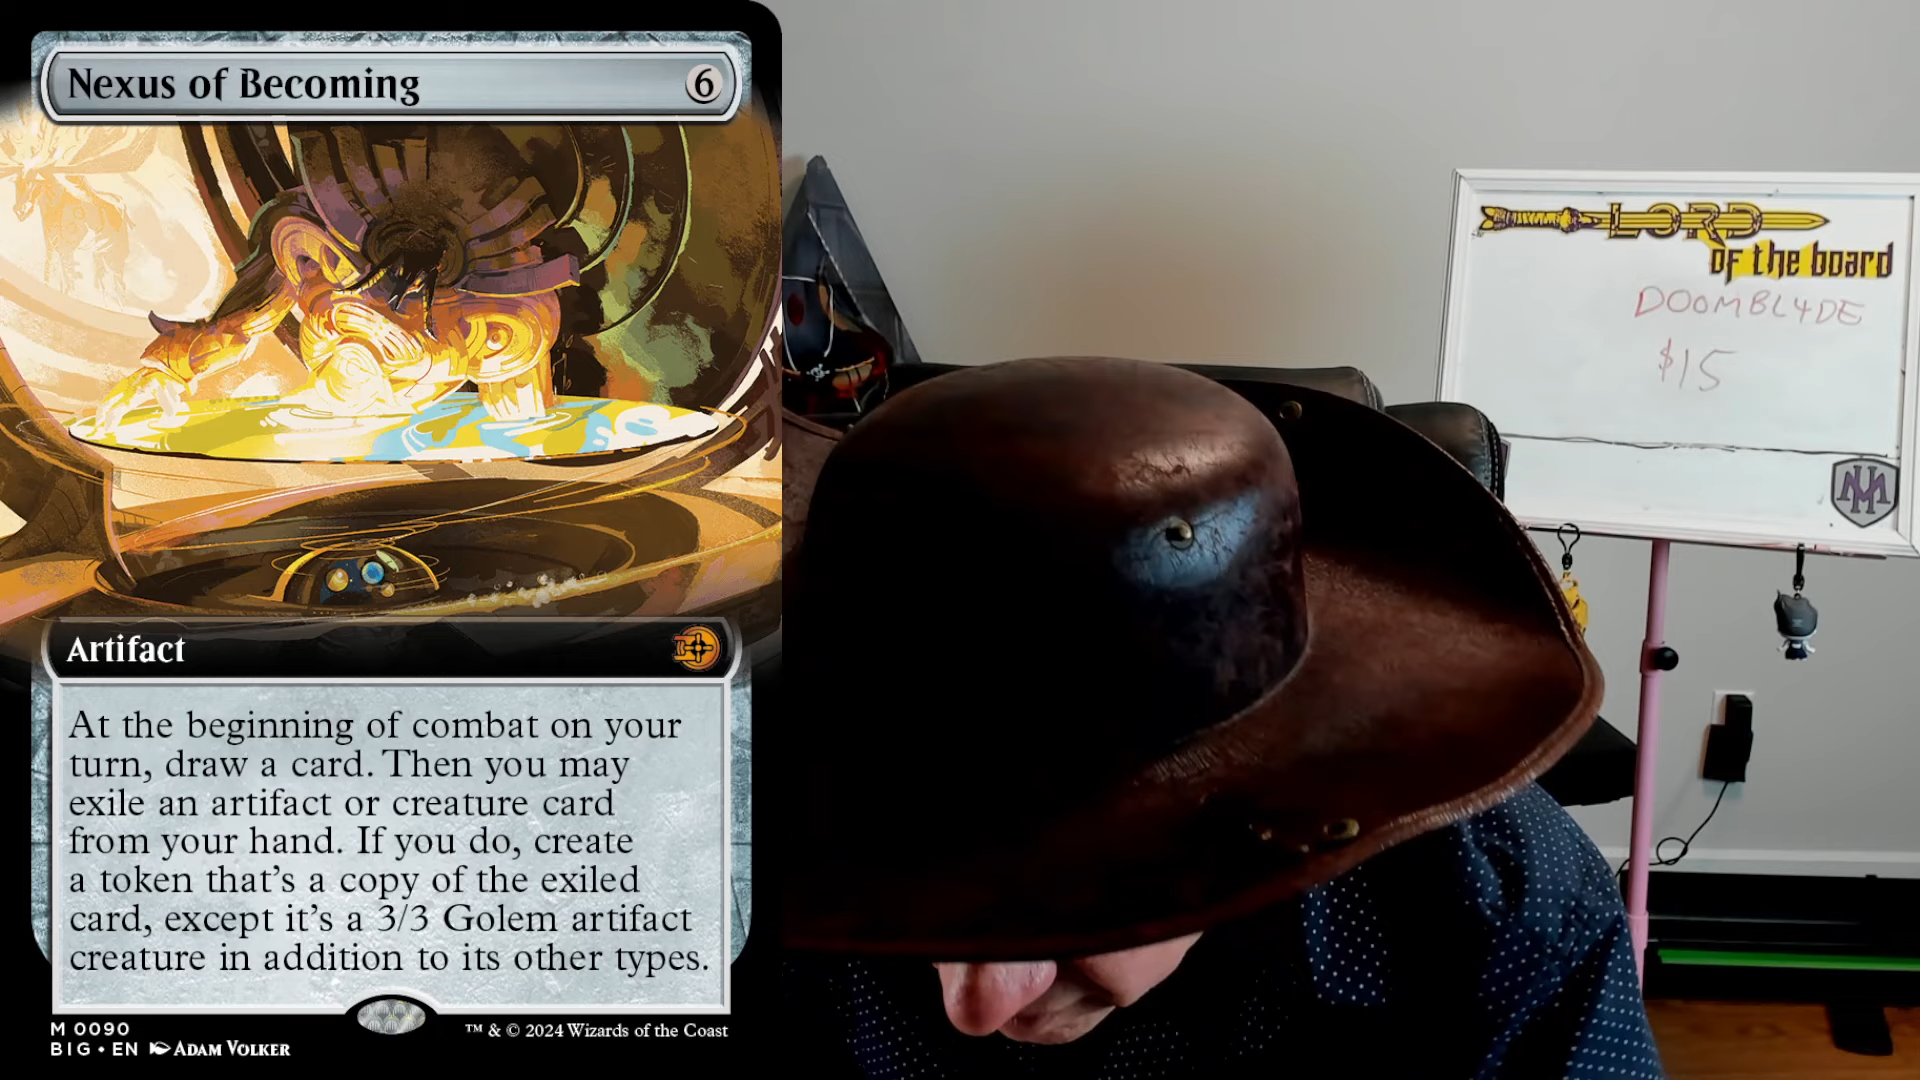 Nexus of Becoming 6
Artifact
At the beginning of combat on your
turn, draw a card. Then you may
exile an artifact or creature card
from your hand. If you do, create
a token that's a copy of the exiled
card, except it's a 3/3 Golem artifact
creature in addition to its other types.
M 0090
BIG • EN ADAM VOLKER
™ & © 2024 Wizards of the Coast
LORD
OF the board
DOOMBL4DE
$15